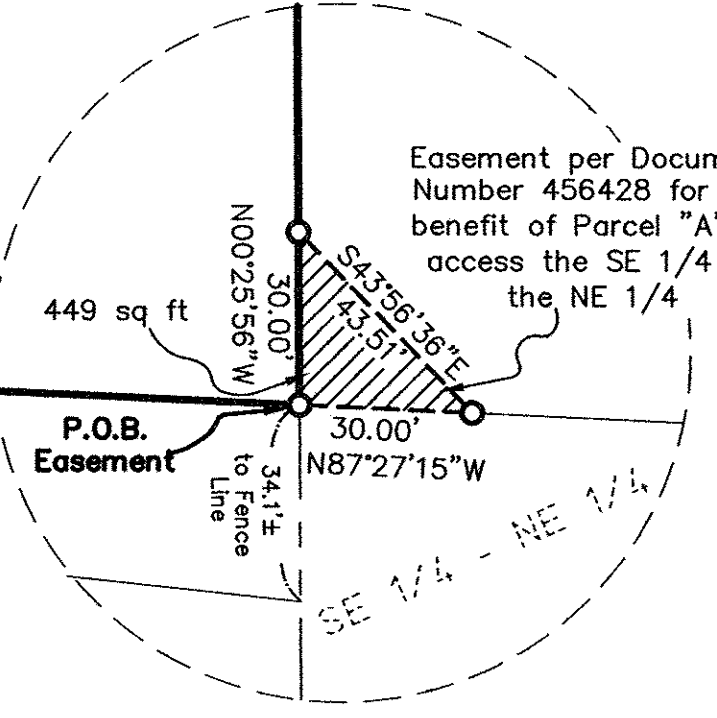 Easement per Docum
Number 456428 for
benefit of Parcel "A"
access the SE 1/4
the NE 1/4
N00°25'56"W
30.00'
S43°56'36"E
43.51'
449 sq ft
P.O.B.
Easement
30.00'
N87°27'15"W
34.1'±
to Fence
Line
SE 1/4 - NE 1/4